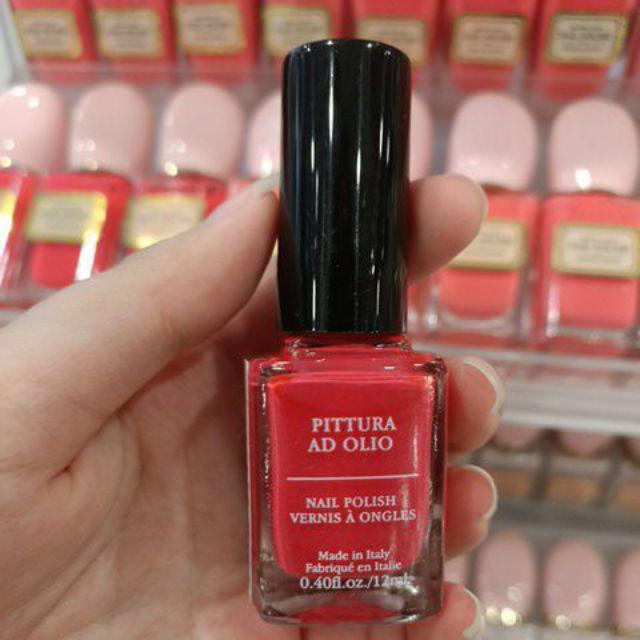 PITTURA
AD OLIO
NAIL POLISH
VERNIS À ONGLES
Made in Italy
Fabriqué en Italie
0.40fl.oz./12ml.